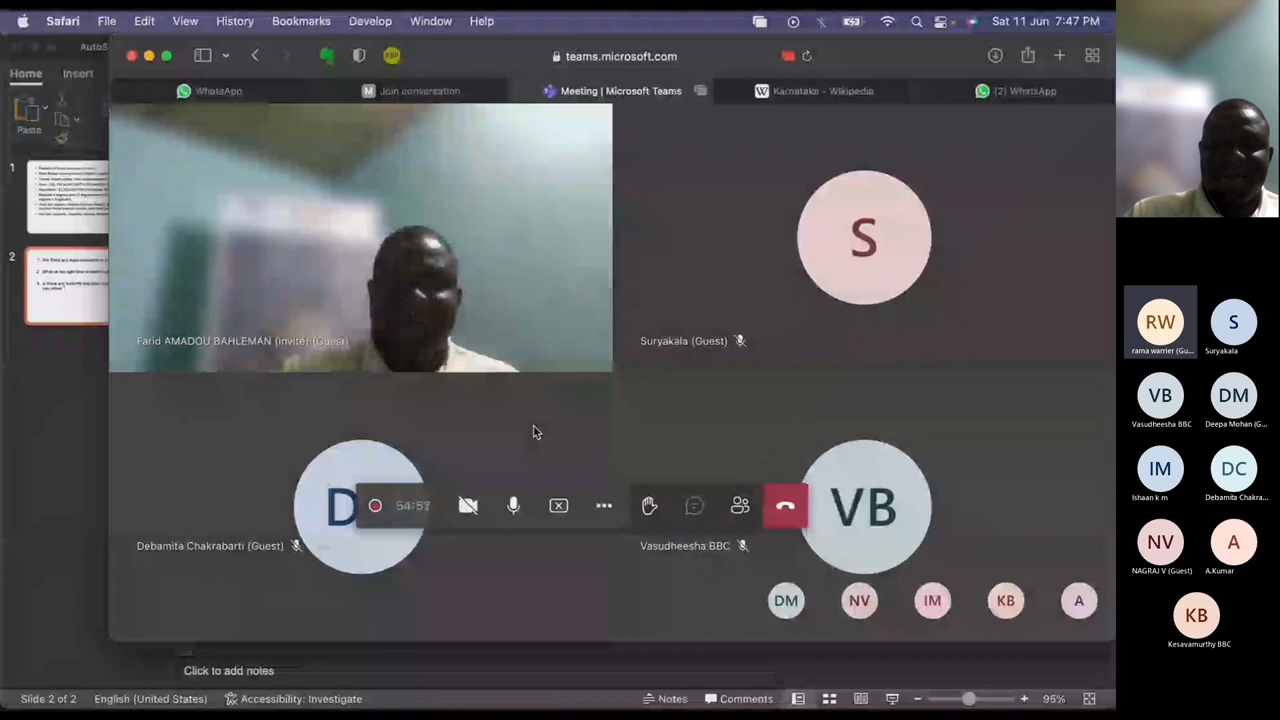 Safari File Edit View History Bookmarks Develop Window Help Sat 11 Jun 7:47 PM
AutoS
Home Insert
Paste
teams.microsoft.com
WhatsApp
M Join conversation
Meeting | Microsoft Teams
W Karnataka - Wikipedia
(2) WhatsApp
1
2
Farid AMADOU BAHLEMAN (Invité) (Guest)
S
Suryakala (Guest)
D
54:57
Debamita Chakrabarti (Guest)
VB
Vasudheesha BBC
DM NV IM KB A
Click to add notes
Slide 2 of 2 English (United States) Accessibility: Investigate Notes Comments 95%
RW
rama warrier (Gu...
S
Suryakala
VB
Vasudheesha BBC
DM
Deepa Mohan (G...
IM
Ishaan k m
DC
Debamita Chakra...
NV
NAGRAJ V (Guest)
A
A.Kumar
KB
Kesavamurthy BBC